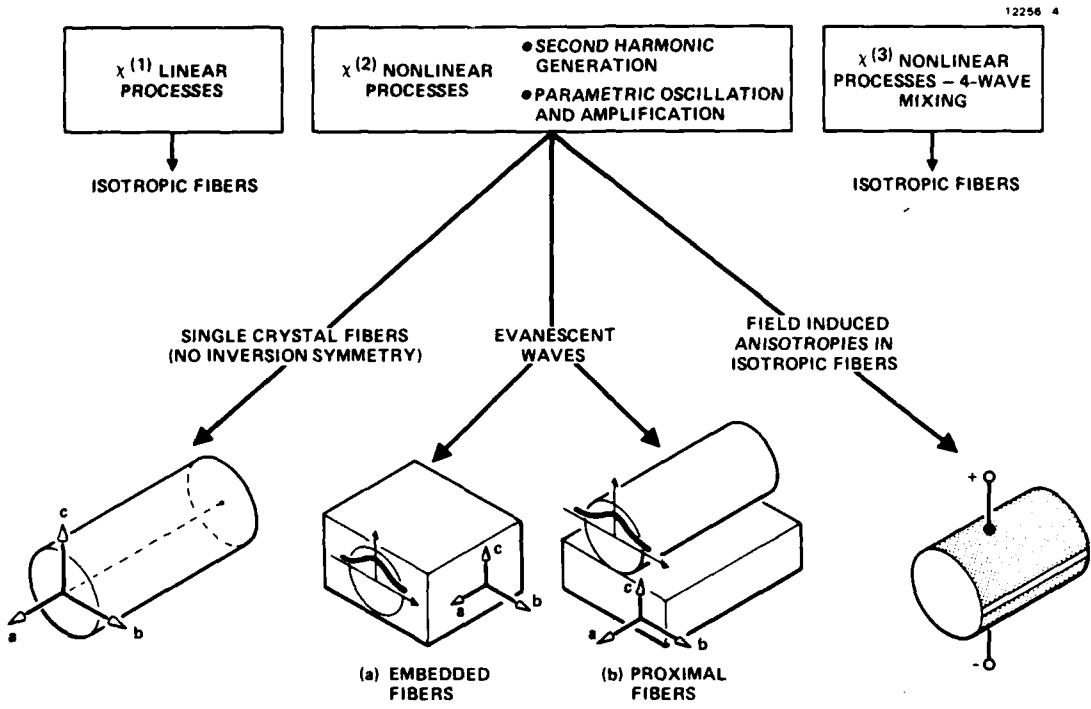 12256 4
χ(1) LINEAR
PROCESSES
χ(2) NONLINEAR
PROCESSES
●SECOND HARMONIC
GENERATION
●PARAMETRIC OSCILLATION
AND AMPLIFICATION
χ(3) NONLINEAR
PROCESSES – 4-WAVE
MIXING
ISOTROPIC FIBERS
ISOTROPIC FIBERS
SINGLE CRYSTAL FIBERS
(NO INVERSION SYMMETRY)
EVANESCENT
WAVES
FIELD INDUCED
ANISOTROPIES IN
ISOTROPIC FIBERS
c
a
b
c
a
b
c
a
b
+
-
(a) EMBEDDED
FIBERS
(b) PROXIMAL
FIBERS